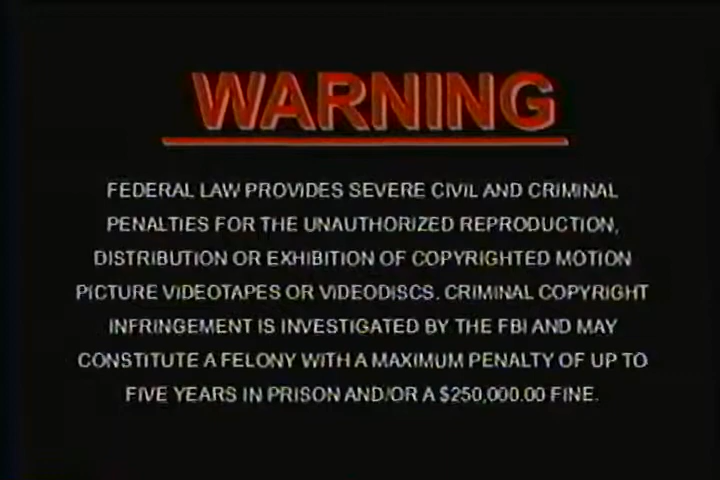 WARNING
FEDERAL LAW PROVIDES SEVERE CIVIL AND CRIMINAL
PENALTIES FOR THE UNAUTHORIZED REPRODUCTION,
DISTRIBUTION OR EXHIBITION OF COPYRIGHTED MOTION
PICTURE VIDEOTAPES OR VIDEODISCS. CRIMINAL COPYRIGHT
INFRINGEMENT IS INVESTIGATED BY THE FBI AND MAY
CONSTITUTE A FELONY WITH A MAXIMUM PENALTY OF UP TO
FIVE YEARS IN PRISON AND/OR A $250,000.00 FINE.